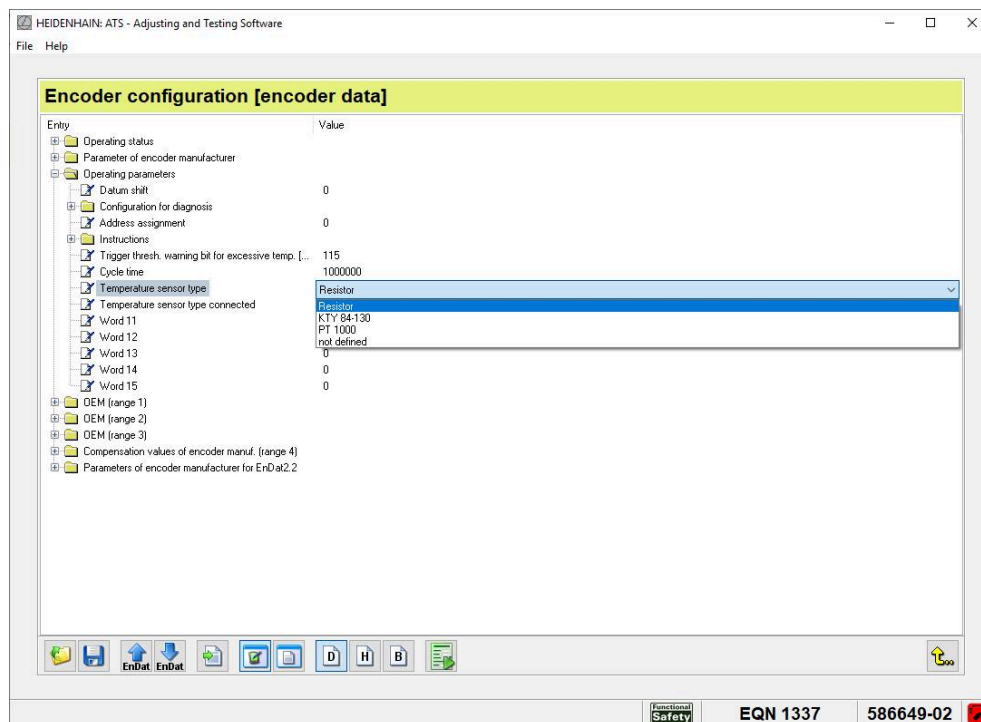 HEIDENHAIN: ATS - Adjusting and Testing Software
File Help
Encoder configuration [encoder data]
Entry Value
Operating status
Parameter of encoder manufacturer
Operating parameters
Datum shift 0
Configuration for diagnosis
Address assignment 0
Instructions
Trigger thresh. warning bit for excessive temp. [... 115
Cycle time 1000000
Temperature sensor type Resistor
Temperature sensor type connected Resistor
Word 11 KTY 84-130
Word 12 PT 1000
not defined
Word 13 0
Word 14 0
Word 15 0
OEM (range 1)
OEM (range 2)
OEM (range 3)
Compensation values of encoder manuf. (range 4)
Parameters of encoder manufacturer for EnDat2.2
EnDat EnDat D H B
Functional Safety EQN 1337 586649-02